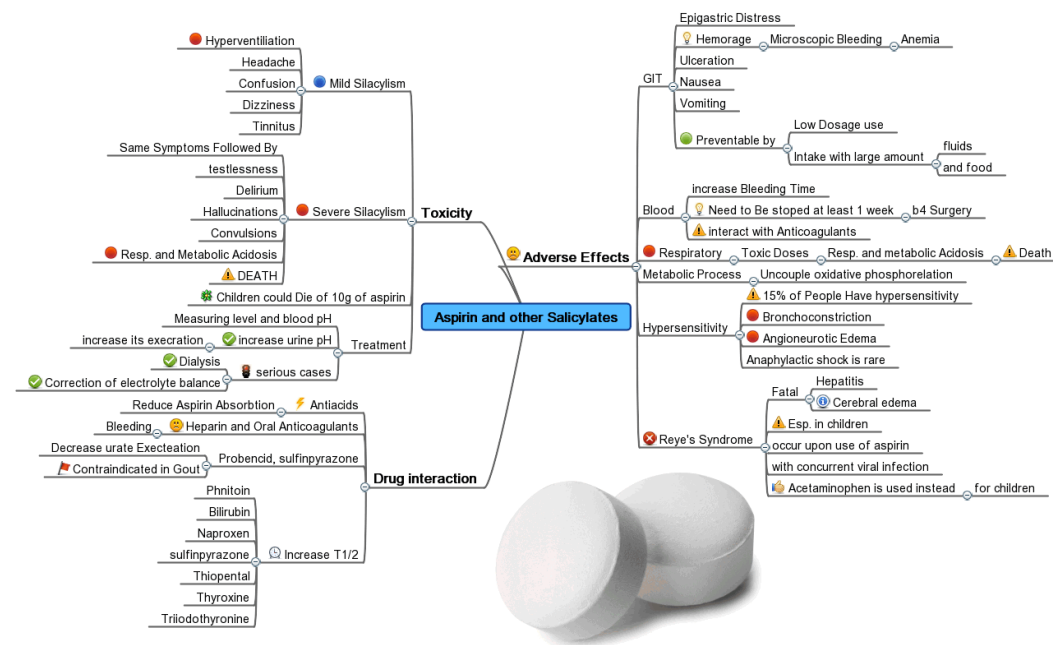 Aspirin and other Salicylates
Toxicity
Mild Silacylism
Hyperventiliation
Headache
Confusion
Dizziness
Tinnitus
Severe Silacylism
Same Symptoms Followed By
testlessness
Delirium
Hallucinations
Convulsions
Resp. and Metabolic Acidosis
DEATH
Children could Die of 10g of aspirin
Treatment
Measuring level and blood pH
increase urine pH
increase its execration
serious cases
Dialysis
Correction of electrolyte balance
Drug interaction
Antiacids
Reduce Aspirin Absorbtion
Heparin and Oral Anticoagulants
Bleeding
Probencid, sulfinpyrazone
Decrease urate Execteation
Contraindicated in Gout
Increase T1/2
Phnitoin
Bilirubin
Naproxen
sulfinpyrazone
Thiopental
Thyroxine
Triiodothyronine
Adverse Effects
GIT
Epigastric Distress
Hemorage
Microscopic Bleeding
Anemia
Ulceration
Nausea
Vomiting
Preventable by
Low Dosage use
Intake with large amount
fluids
and food
Blood
increase Bleeding Time
Need to Be stoped at least 1 week
b4 Surgery
interact with Anticoagulants
Respiratory
Toxic Doses
Resp. and metabolic Acidosis
Death
Metabolic Process
Uncouple oxidative phosphorelation
Hypersensitivity
15% of People Have hypersensitivity
Bronchoconstriction
Angioneurotic Edema
Anaphylactic shock is rare
Reye's Syndrome
Fatal
Hepatitis
Cerebral edema
Esp. in children
occur upon use of aspirin
with concurrent viral infection
Acetaminophen is used instead
for children